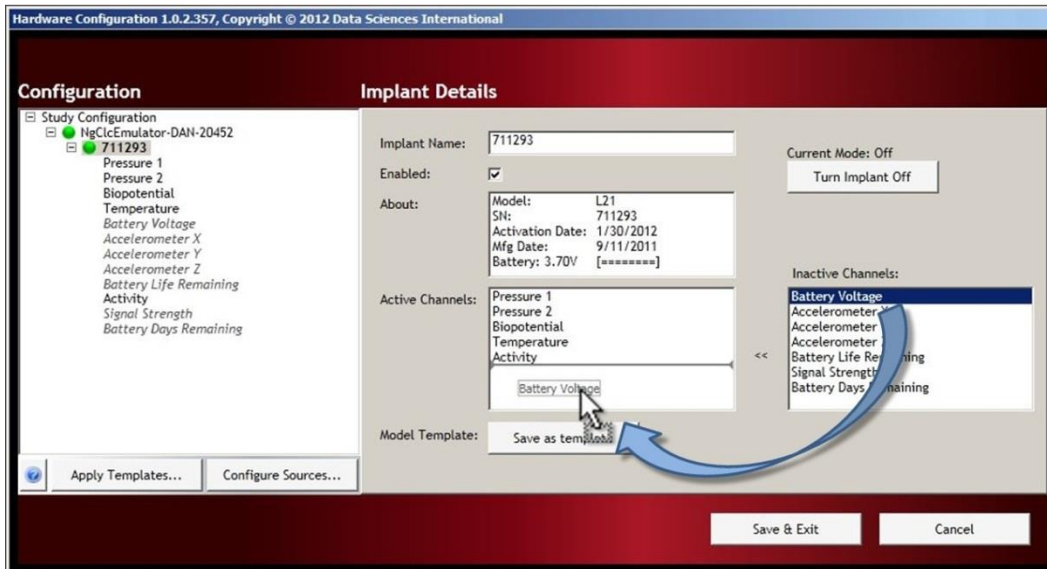 Hardware Configuration 1.0.2.357, Copyright © 2012 Data Sciences International
Configuration
Study Configuration
NgClcEmulator-DAN-20452
711293
Pressure 1
Pressure 2
Biopotential
Temperature
Battery Voltage
Accelerometer X
Accelerometer Y
Accelerometer Z
Battery Life Remaining
Activity
Signal Strength
Battery Days Remaining
? Apply Templates... Configure Sources...
Implant Details
Implant Name: 711293
Enabled:
About:
Model: L21
SN: 711293
Activation Date: 1/30/2012
Mfg Date: 9/11/2011
Battery: 3.70V [========]
Current Mode: Off
Turn Implant Off
Active Channels:
Pressure 1
Pressure 2
Biopotential
Temperature
Activity
Battery Voltage
<<
Inactive Channels:
Battery Voltage
Accelerometer
Accelerometer
Accelerometer
Battery Life Remaining
Signal Strength
Battery Days Remaining
Model Template: Save as template
Save & Exit Cancel